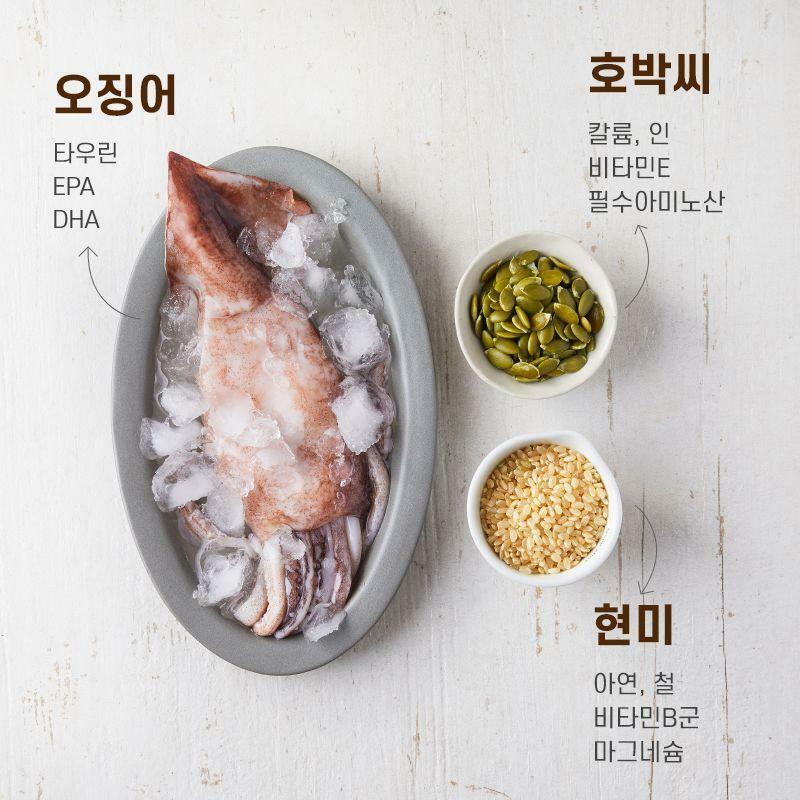 오징어
타우린
EPA
DHA
호박씨
칼륨, 인
비타민E
필수아미노산
현미
아연, 철
비타민B군
마그네슘